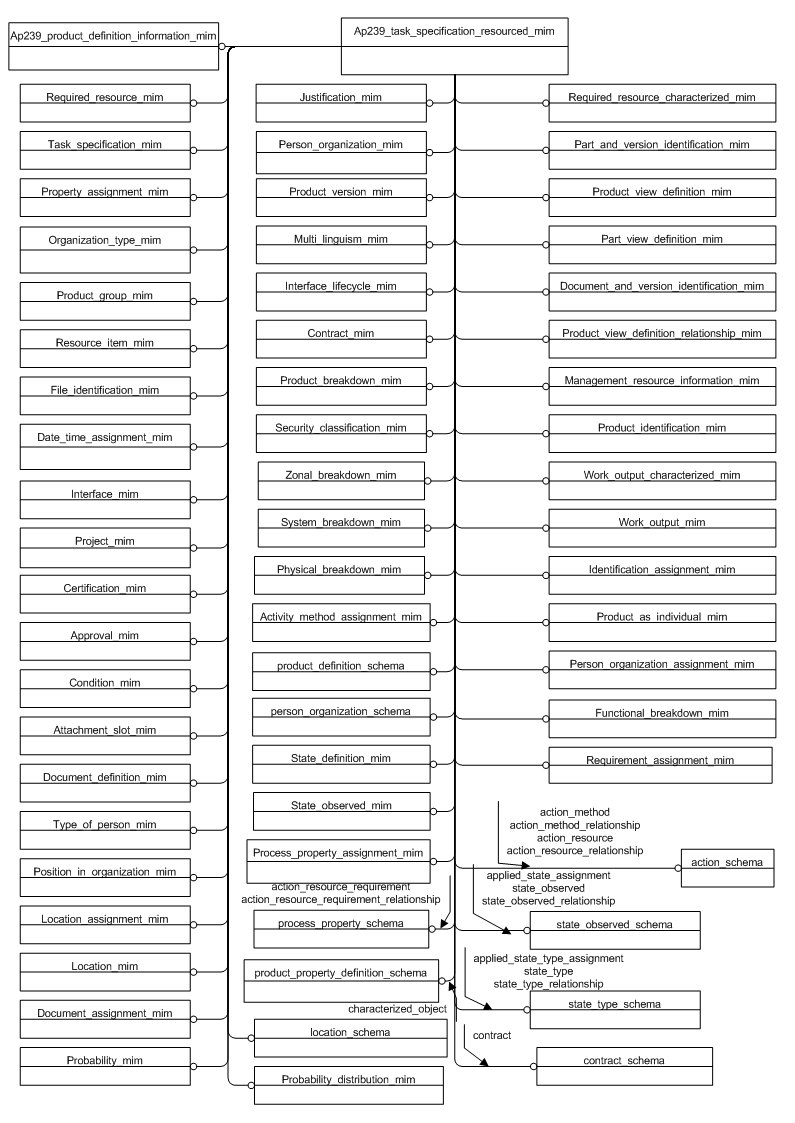 Ap239_product_definition_information_mim
Ap239_task_specification_resourced_mim
Required_resource_mim
Task_specification_mim
Property_assignment_mim
Organization_type_mim
Product_group_mim
Resource_item_mim
File_identification_mim
Date_time_assignment_mim
Interface_mim
Project_mim
Certification_mim
Approval_mim
Condition_mim
Attachment_slot_mim
Document_definition_mim
Type_of_person_mim
Position_in_organization_mim
Location_assignment_mim
Location_mim
Document_assignment_mim
Probability_mim
Justification_mim
Person_organization_mim
Product_version_mim
Multi_linguism_mim
Interface_lifecycle_mim
Contract_mim
Product_breakdown_mim
Security_classification_mim
Zonal_breakdown_mim
System_breakdown_mim
Physical_breakdown_mim
Activity_method_assignment_mim
product_definition_schema
person_organization_schema
State_definition_mim
State_observed_mim
Process_property_assignment_mim
action_resource_requirement
action_resource_requirement_relationship
process_property_schema
product_property_definition_schema
characterized_object
location_schema
Probability_distribution_mim
Required_resource_characterized_mim
Part_and_version_identification_mim
Product_view_definition_mim
Part_view_definition_mim
Document_and_version_identification_mim
Product_view_definition_relationship_mim
Management_resource_information_mim
Product_identification_mim
Work_output_characterized_mim
Work_output_mim
Identification_assignment_mim
Product_as_individual_mim
Person_organization_assignment_mim
Functional_breakdown_mim
Requirement_assignment_mim
action_method
action_method_relationship
action_resource
action_resource_relationship
action_schema
applied_state_assignment
state_observed
state_observed_relationship
state_observed_schema
applied_state_type_assignment
state_type
state_type_relationship
state_type_schema
contract
contract_schema